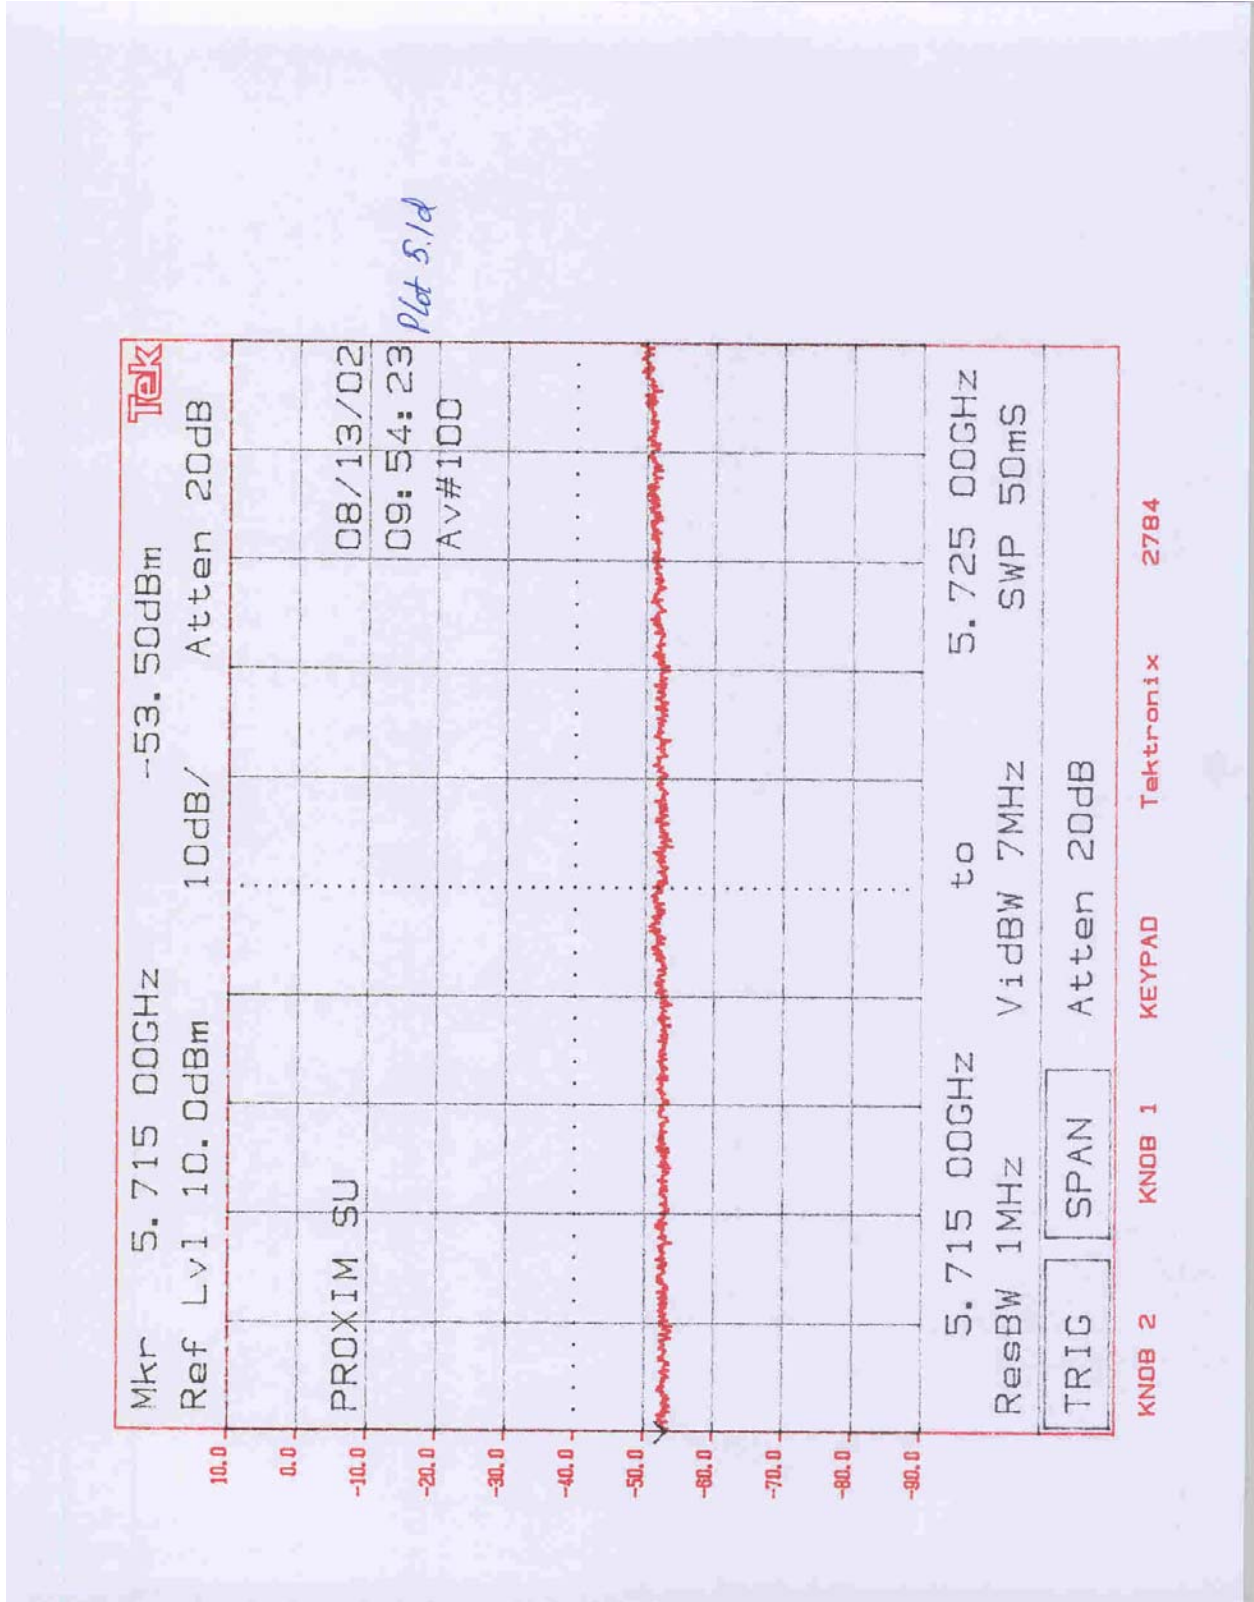 Mkr 5.715 00GHz -53.50dBm Tek
Ref Lvl 10.0dBm 10dB/ Atten 20dB
10.0
0.0
PROXIM SU 08/13/02
-10.0
09:54:23 Plot 5.1d
-20.0
Av#100
-30.0
-40.0
-50.0
-60.0
-70.0
-80.0
-90.0
5.715 00GHz to 5.725 00GHz
ResBW 1MHz VidBW 7MHz SWP 50mS
TRIG SPAN Atten 20dB
KNOB 2 KNOB 1 KEYPAD Tektronix 2784